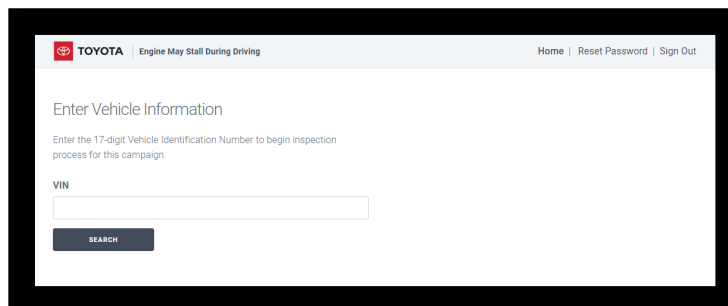 TOYOTA | Engine May Stall During Driving
Home | Reset Password | Sign Out
Enter Vehicle Information
Enter the 17-digit Vehicle Identification Number to begin inspection
process for this campaign.
VIN
SEARCH